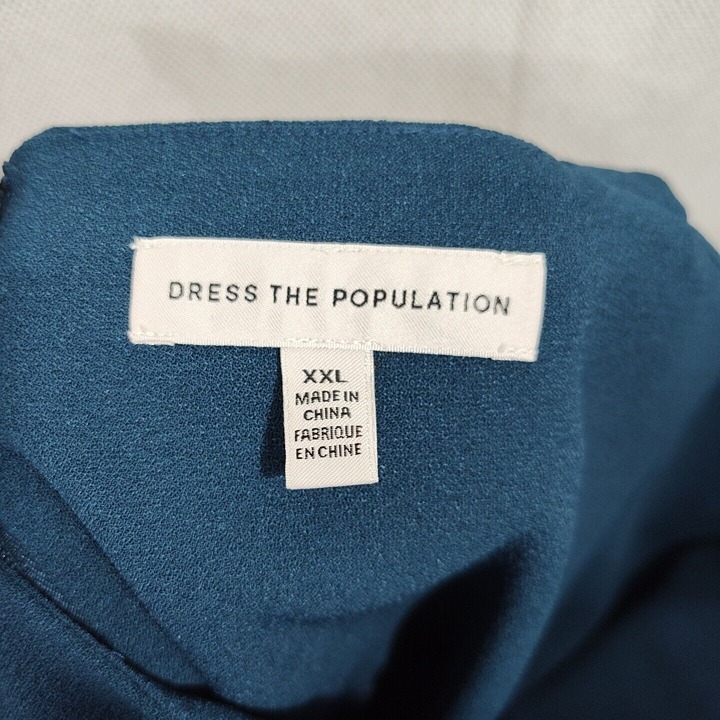 DRESS THE POPULATION
XXL
MADE IN
CHINA
FABRIQUE
EN CHINE